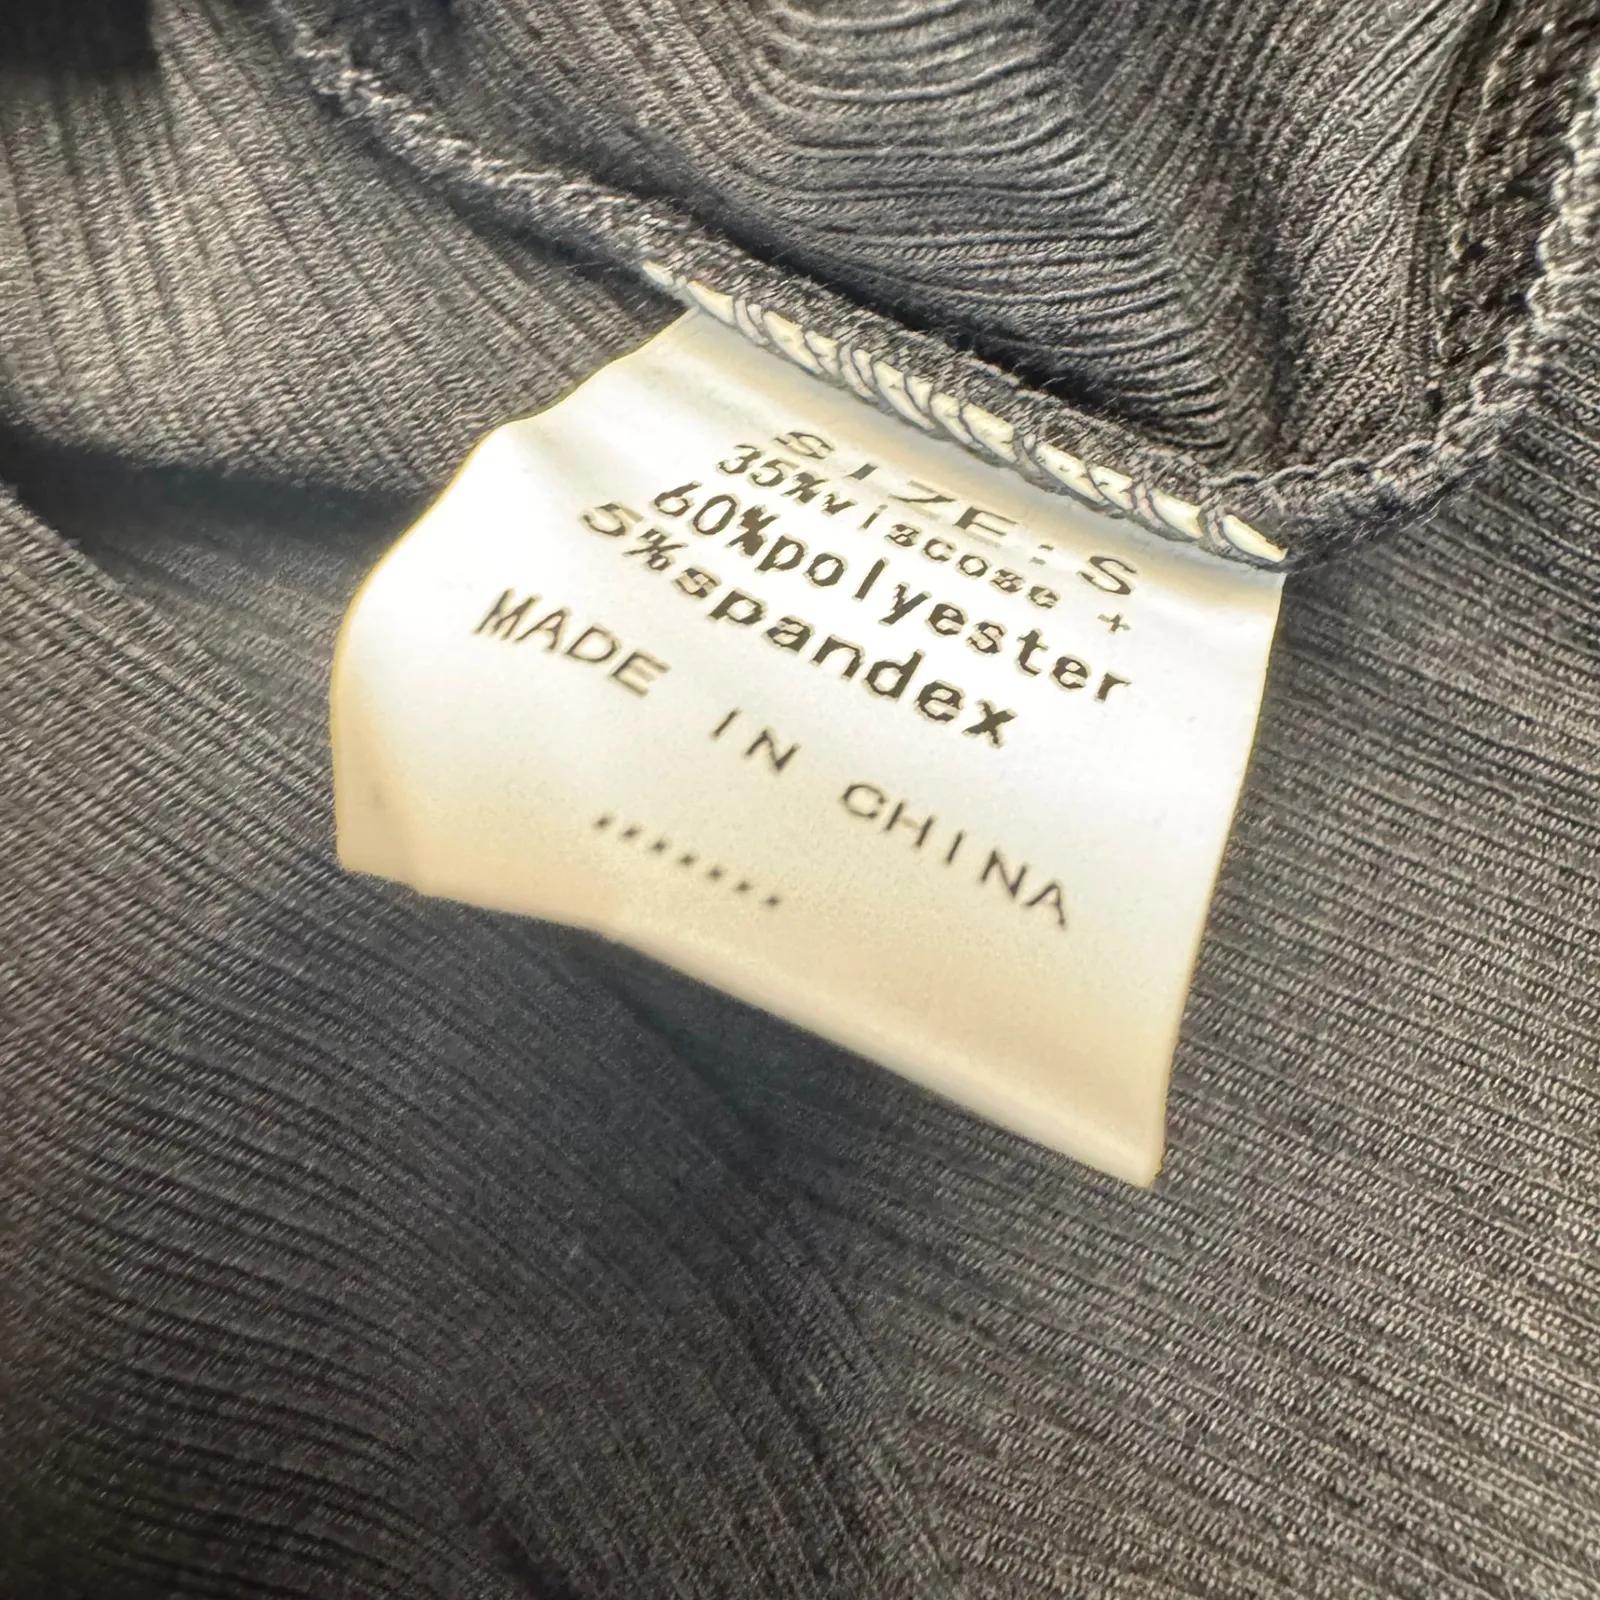 SIZE:S
35%viscose +
60%polyester
5%spandex
MADE IN CHINA
.......